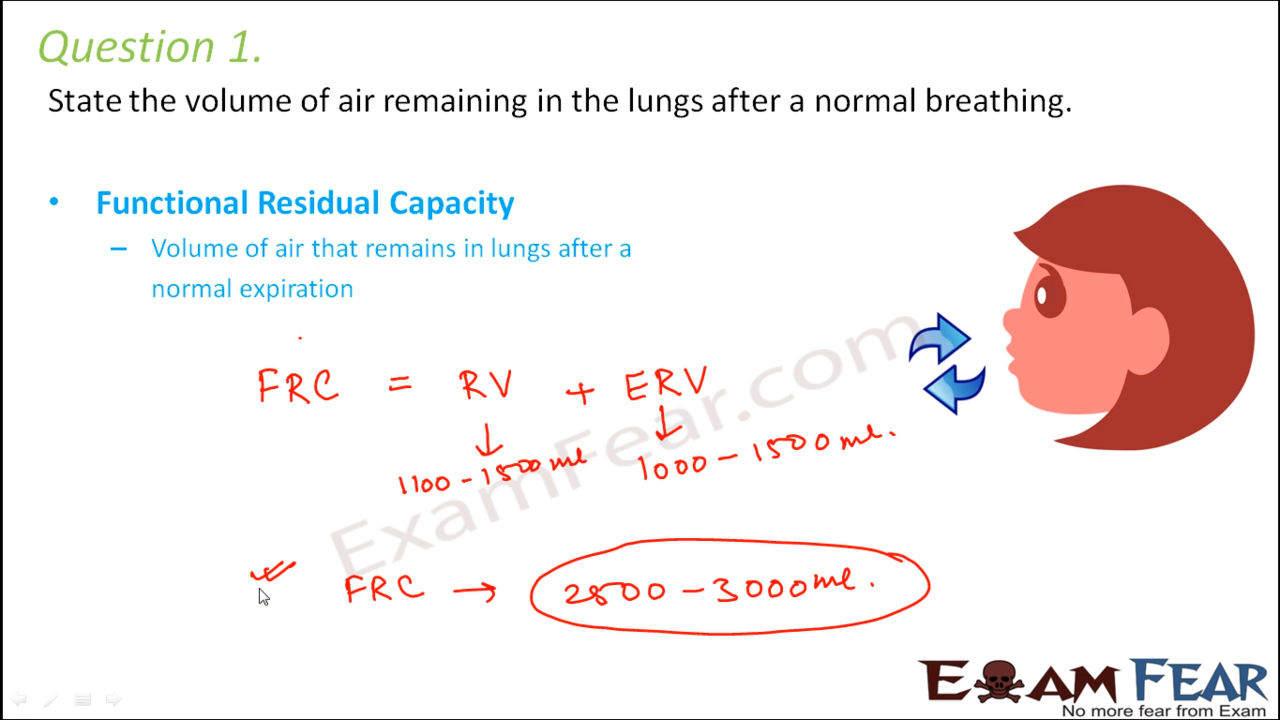 Question 1.
State the volume of air remaining in the lungs after a normal breathing.
• Functional Residual Capacity
– Volume of air that remains in lungs after a
normal expiration
FRC = RV + ERV
1100 - 1500 ml 1000 - 1500 ml.
FRC → 2500 - 3000 ml.
ExamFear.com
EXAM FEAR
No more fear from Exam